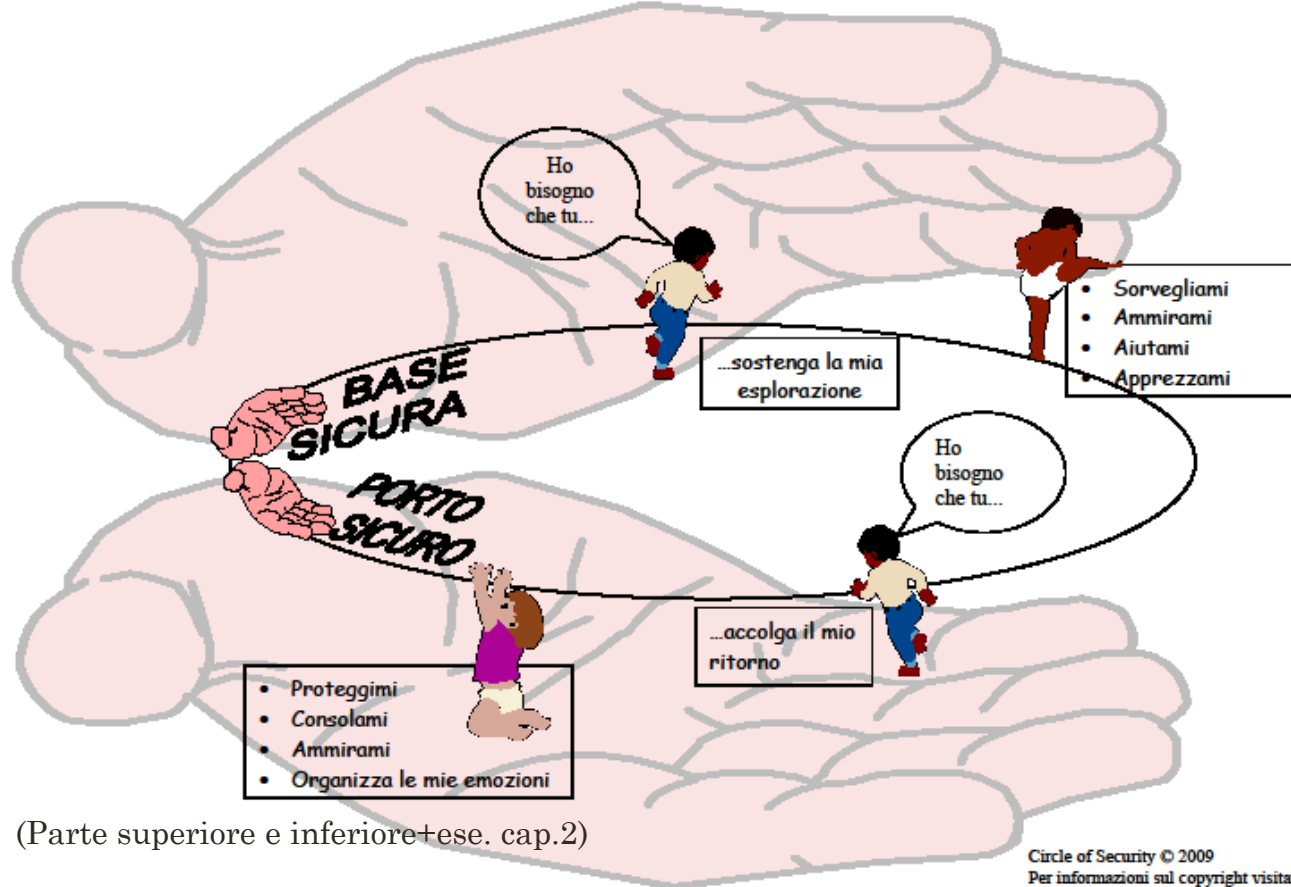 Ho
bisogno
che tu...
BASE
SICURA
...sostenga la mia
esplorazione
• Sorvegliami
• Ammirami
• Aiutami
• Apprezzami
Ho
bisogno
che tu...
PORTO
SICURO
...accolga il mio
ritorno
• Proteggimi
• Consolami
• Ammirami
• Organizza le mie emozioni
(Parte superiore e inferiore+ese. cap.2)
Circle of Security © 2009
Per informazioni sul copyright visita